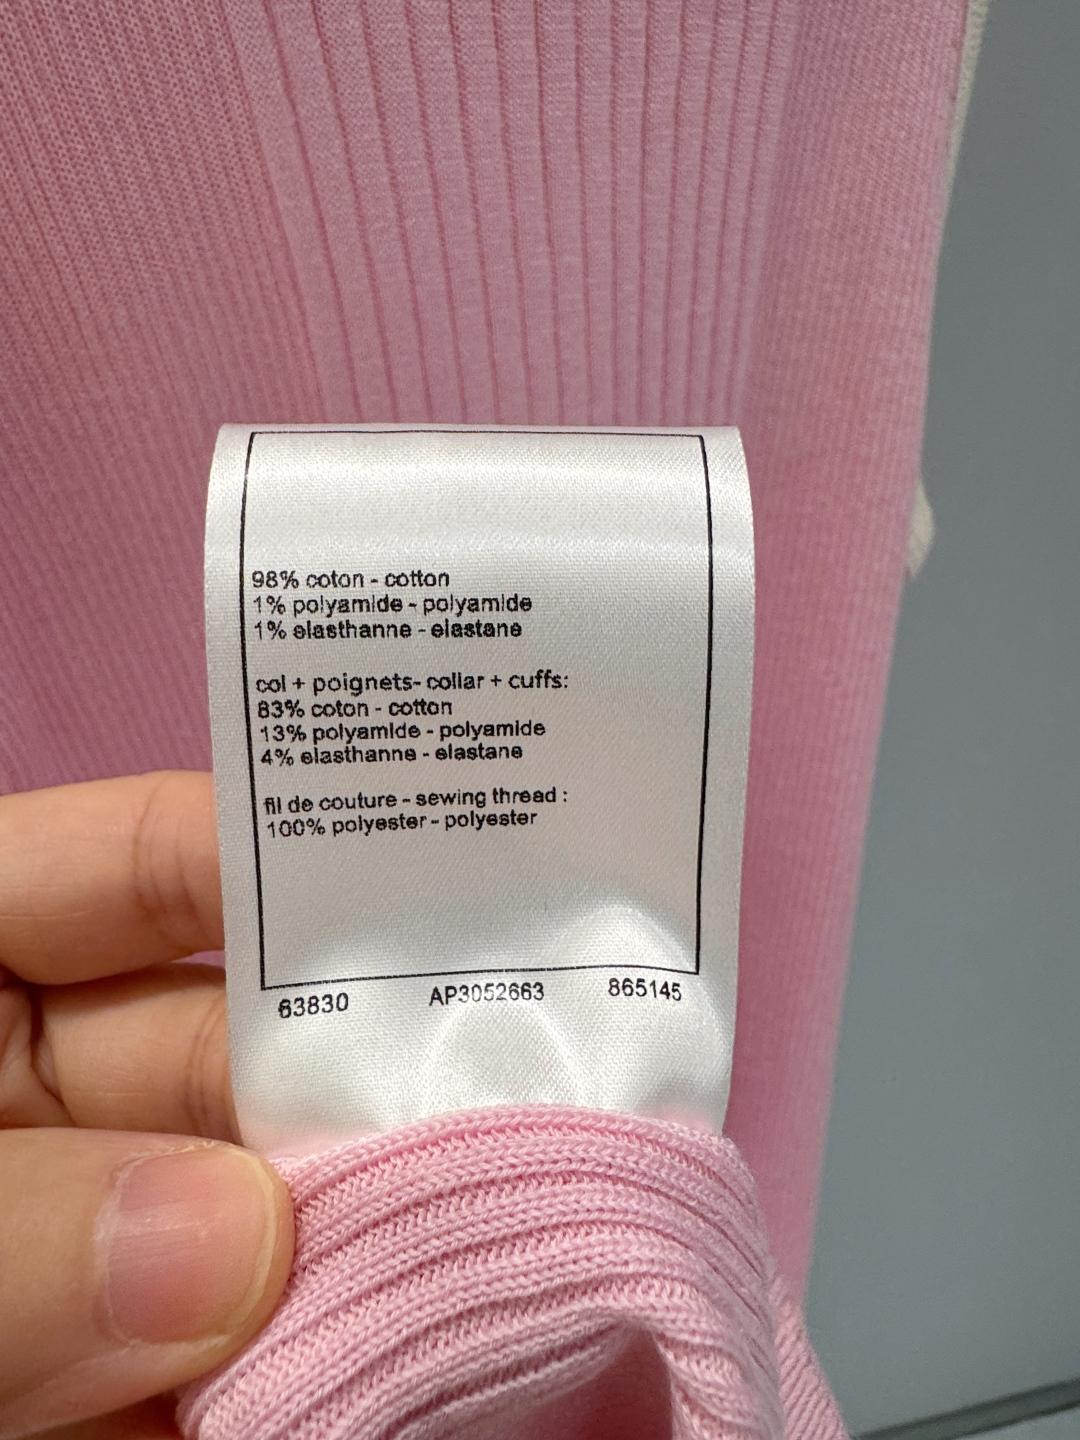 98% coton - cotton
1% polyamide - polyamide
1% elasthanne - elastane
col + poignets- collar + cuffs:
83% coton - cotton
13% polyamide - polyamide
4% elasthanne - elastane
fil de couture - sewing thread :
100% polyester - polyester
63830 AP3052663 865145